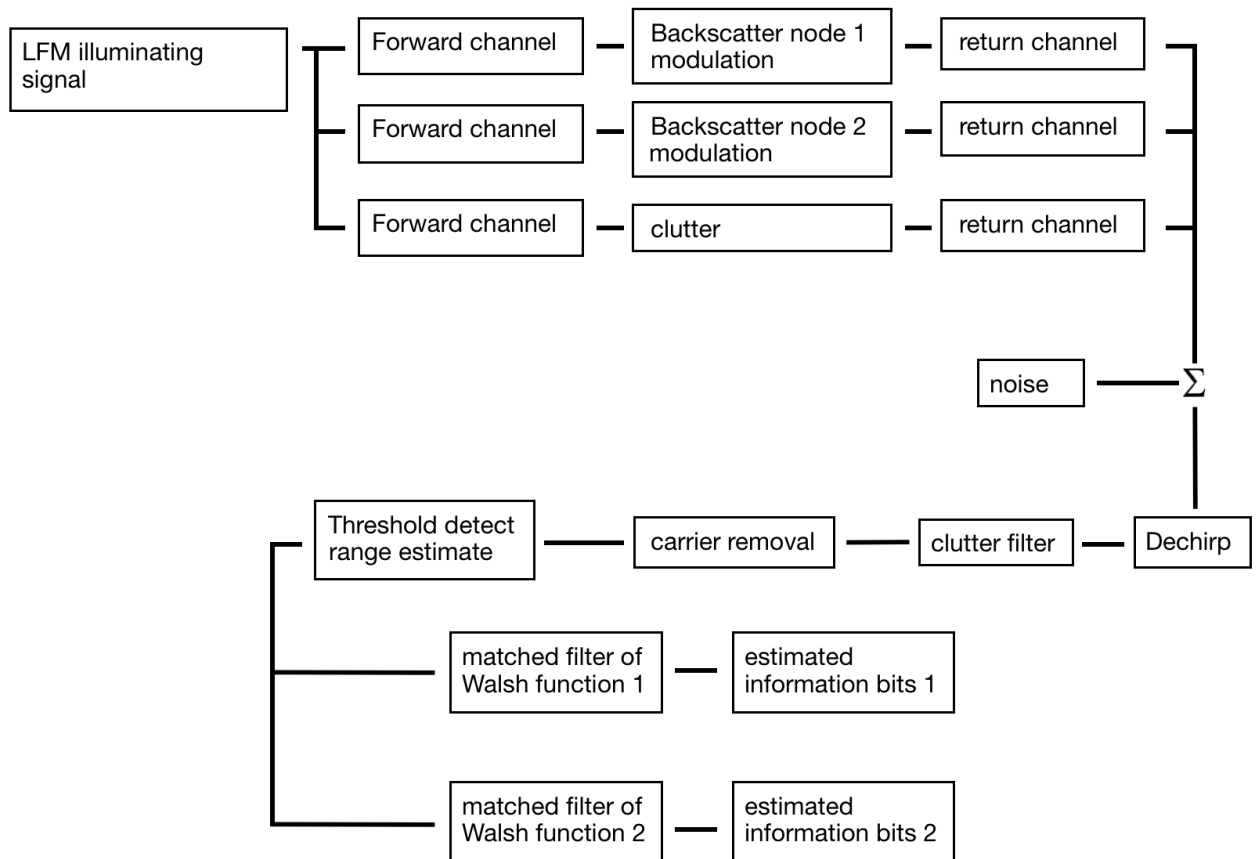 LFM illuminating
signal
Forward channel
Backscatter node 1
modulation
return channel
Forward channel
Backscatter node 2
modulation
return channel
Forward channel
clutter
return channel
noise
Σ
Threshold detect
range estimate
carrier removal
clutter filter
Dechirp
matched filter of
Walsh function 1
estimated
information bits 1
matched filter of
Walsh function 2
estimated
information bits 2